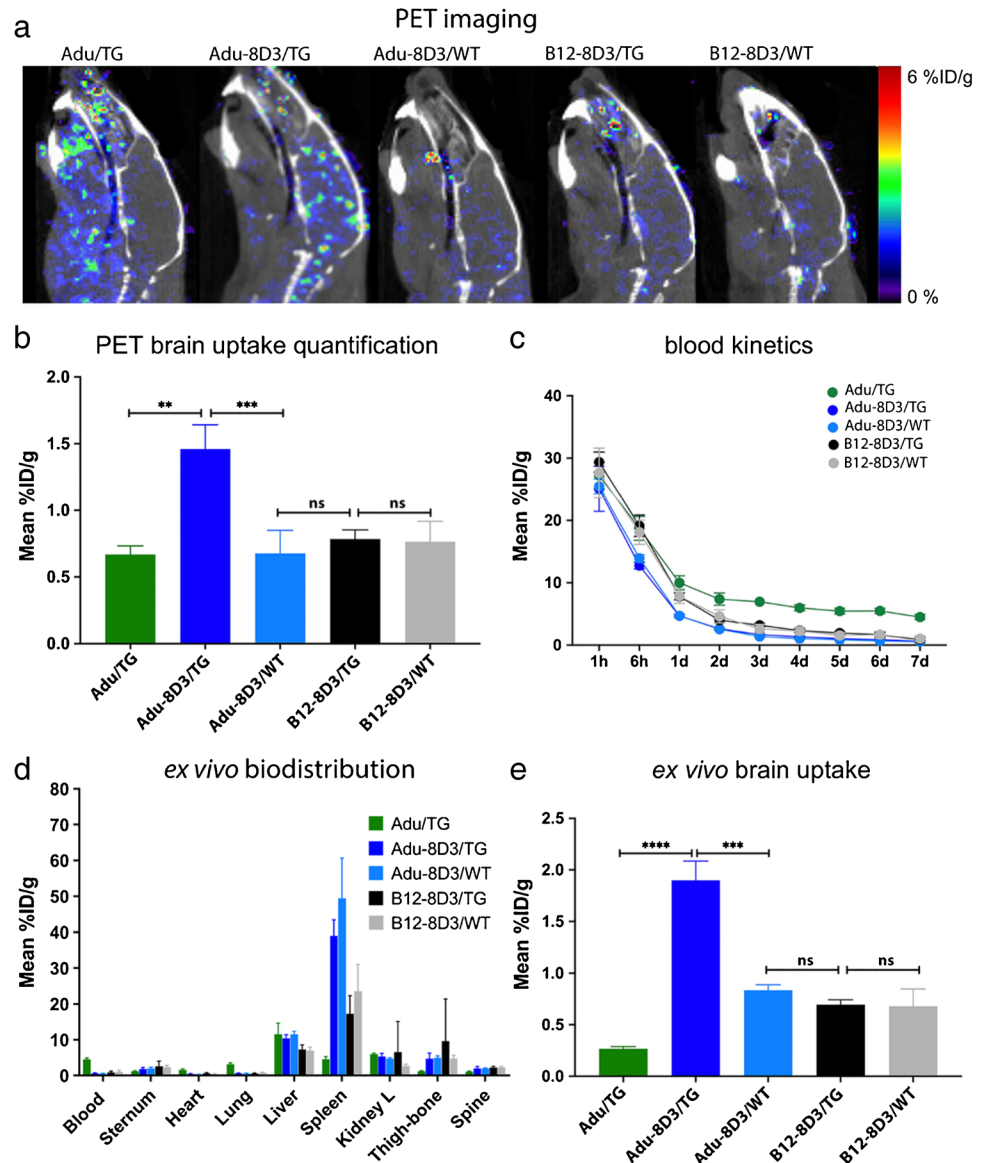 a
PET imaging
Adu/TG Adu-8D3/TG Adu-8D3/WT B12-8D3/TG B12-8D3/WT
6 %ID/g
0 %
b
PET brain uptake quantification
Mean %ID/g
2.0
1.5
1.0
0.5
0.0
** ***
ns ns
Adu/TG Adu-8D3/TG Adu-8D3/WT B12-8D3/TG B12-8D3/WT
c
blood kinetics
Mean %ID/g
40
30
20
10
0
Adu/TG
Adu-8D3/TG
Adu-8D3/WT
B12-8D3/TG
B12-8D3/WT
1h 6h 1d 2d 3d 4d 5d 6d 7d
d
ex vivo biodistribution
Mean %ID/g
80
70
60
50
40
30
20
10
0
Adu/TG
Adu-8D3/TG
Adu-8D3/WT
B12-8D3/TG
B12-8D3/WT
Blood Sternum Heart Lung Liver Spleen Kidney L Thigh-bone Spine
e
ex vivo brain uptake
Mean %ID/g
2.5
2.0
1.5
1.0
0.5
0.0
**** ***
ns ns
Adu/TG Adu-8D3/TG Adu-8D3/WT B12-8D3/TG B12-8D3/WT